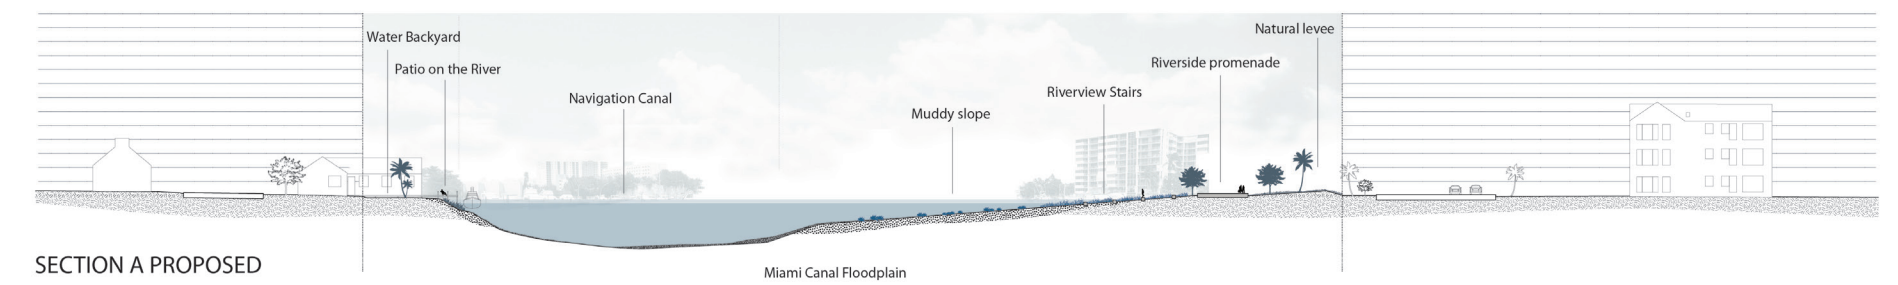 Water Backyard
Patio on the River
Navigation Canal
Muddy slope
Riverview Stairs
Riverside promenade
Natural levee
SECTION A PROPOSED
Miami Canal Floodplain